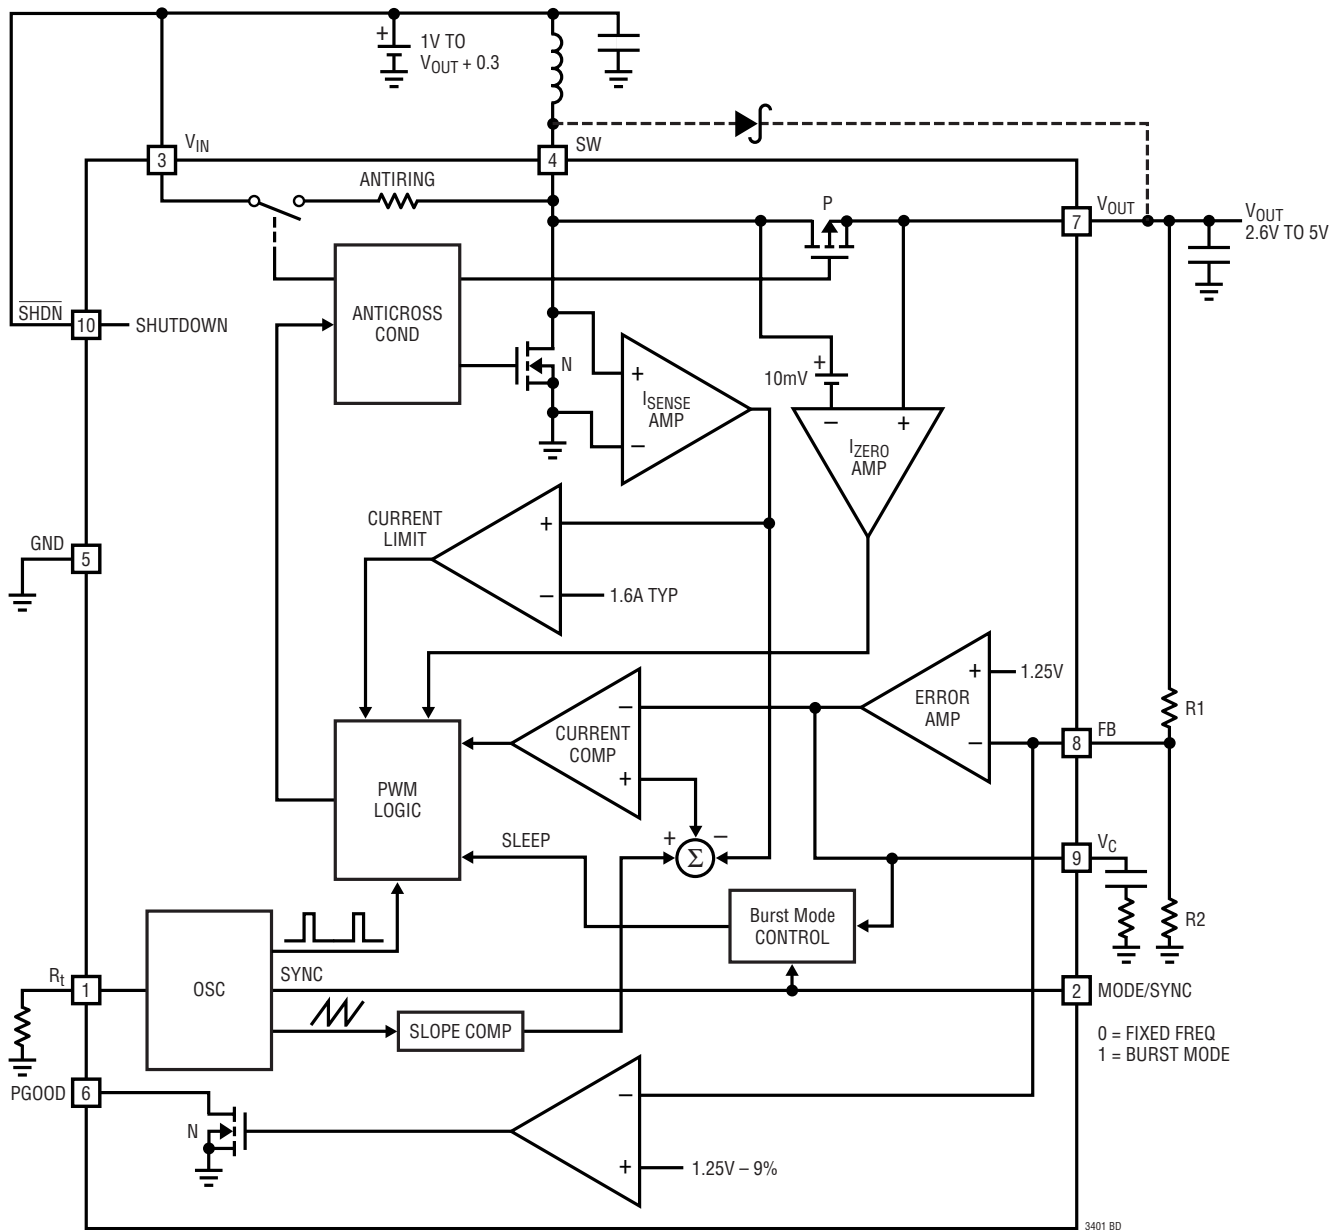 +
1V TO
VOUT + 0.3
VIN
3
4
SW
ANTIRING
P
7
VOUT
VOUT
2.6V TO 5V
SHDN
10
SHUTDOWN
ANTICROSS
COND
N
+
ISENSE
AMP
–
+
10mV
–
+
IZERO
AMP
CURRENT
LIMIT
+
–
1.6A TYP
GND
5
+
1.25V
ERROR
AMP
–
R1
FB
8
–
CURRENT
COMP
+
PWM
LOGIC
SLEEP
+
–
Σ
VC
9
Burst Mode
CONTROL
R2
OSC
SYNC
Rt
1
2
MODE/SYNC
SLOPE COMP
0 = FIXED FREQ
1 = BURST MODE
PGOOD
6
N
–
+
1.25V – 9%
3401 BD